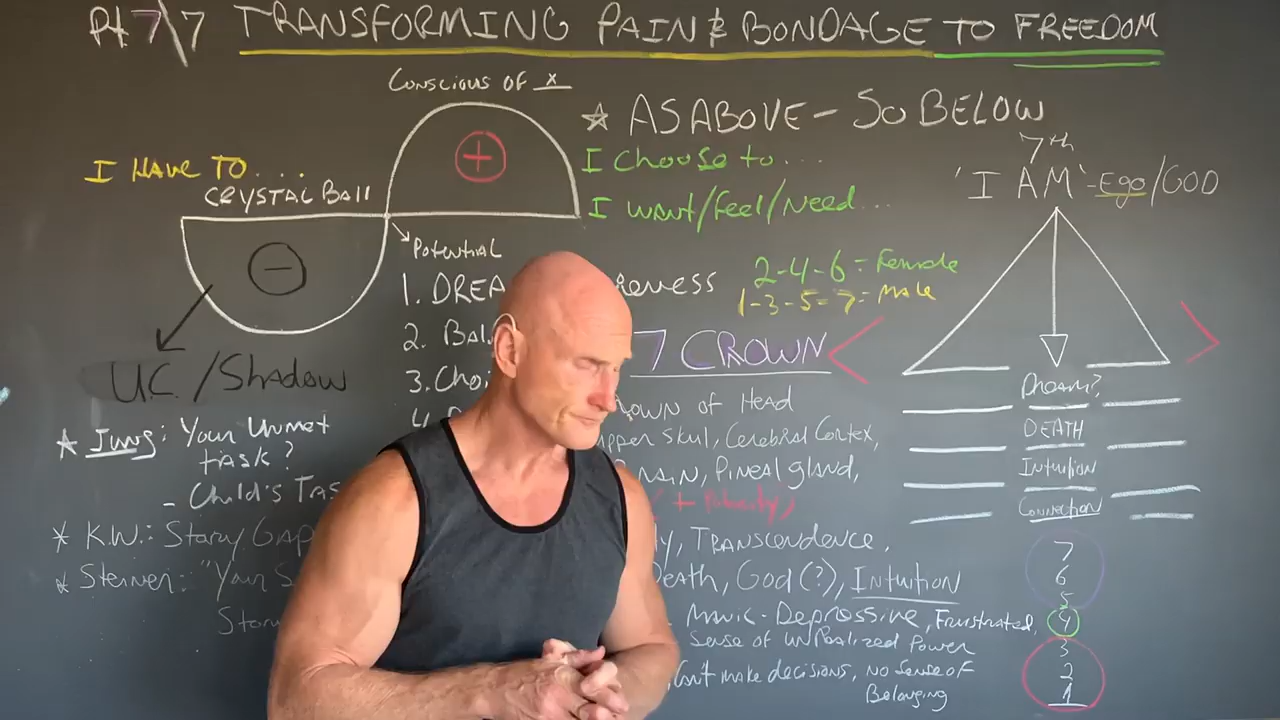 Pt 7\7 TRANSFORMING PAIN & BONDAGE TO FREEDOM
CONSCIOUS OF X
★ AS ABOVE - SO BELOW
I HAVE TO....
CRYSTAL BALL
+
I choose to....
I want/Feel/Need...
7th
'I AM'-Ego/GOD
-
POTENTIAL
1. DREA
reness
2-4-6=Female
1-3-5=7=Male
2. Bal
7 CROWN
UC./Shadow
3. Choi
4.
Crown of Head
upper Skul, Cerebral Cortex,
Pineal gland,
Dream?
DEATH
Intuition
Connection
★ Jung: Your Unmet
task?
- Child's Tas
* K.W.: Story Gap
* Steiner: "Your S
Story
+
Transcendence,
Death, God(?), Intuition
Manic-Depressive, Frustrated,
Sense of unRealized Power
Can't make decisions, no Sense of
Belonging
7
6
5
4
3
2
1